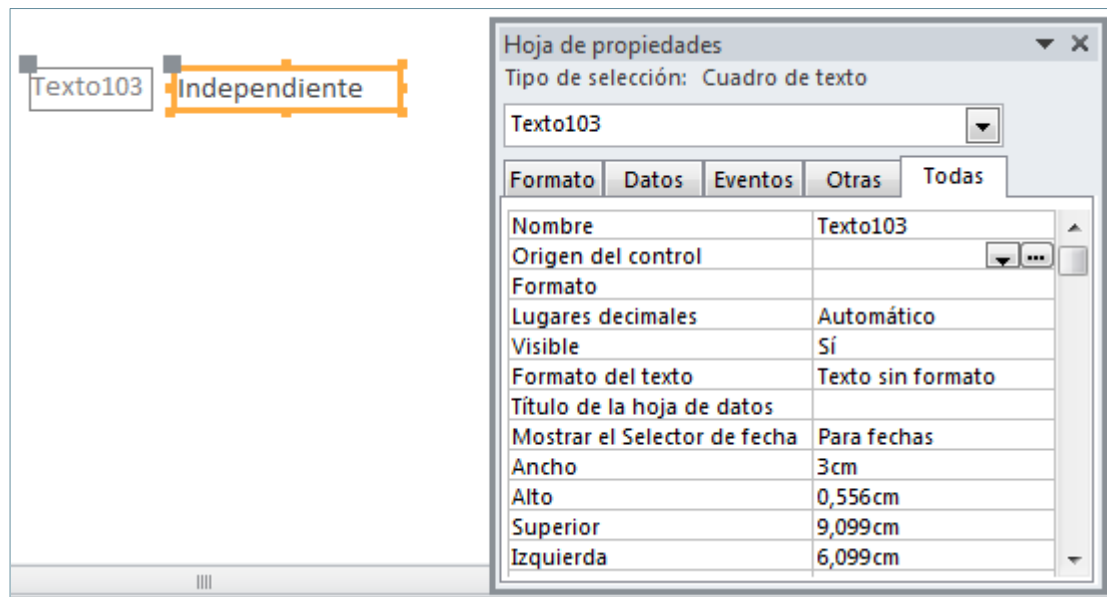 Texto103 Independiente
Hoja de propiedades
Tipo de selección: Cuadro de texto
Texto103
Formato Datos Eventos Otras Todas
Nombre Texto103
Origen del control
Formato
Lugares decimales Automático
Visible Sí
Formato del texto Texto sin formato
Título de la hoja de datos
Mostrar el Selector de fecha Para fechas
Ancho 3cm
Alto 0,556cm
Superior 9,099cm
Izquierda 6,099cm